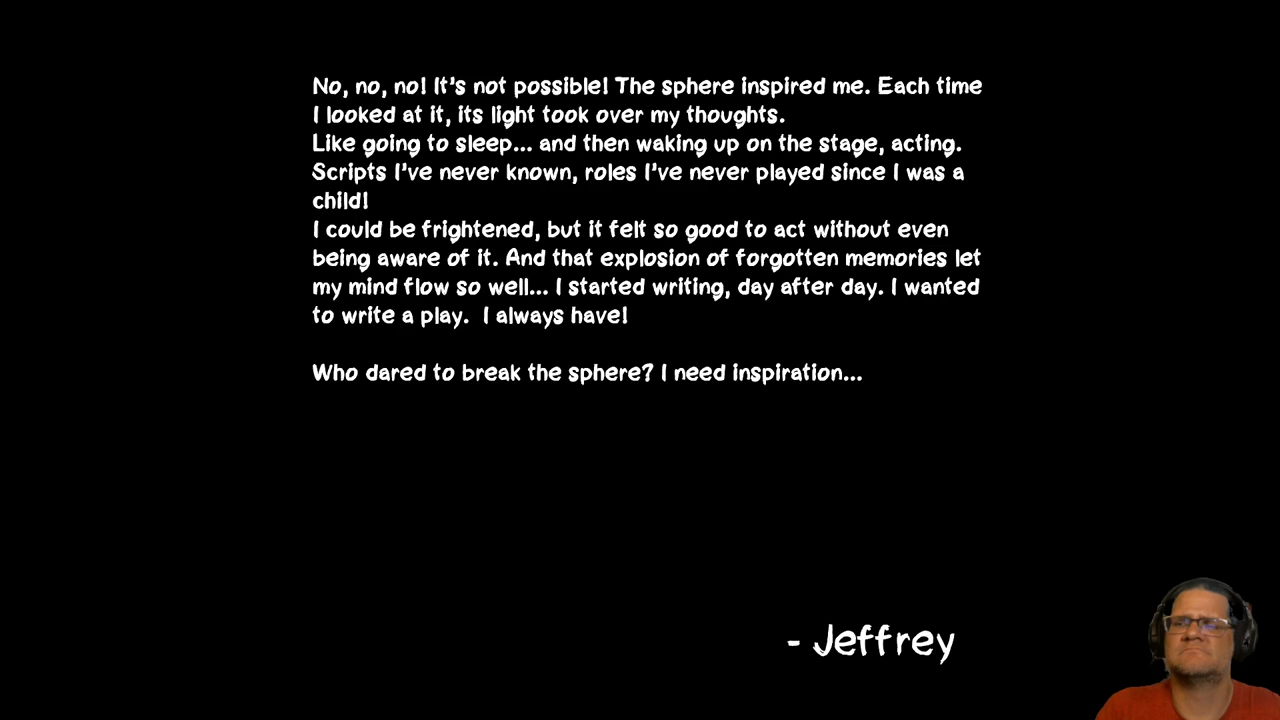 No, no, no! It's not possible! The sphere inspired me. Each time
I looked at it, its light took over my thoughts.
Like going to sleep... and then waking up on the stage, acting.
Scripts I've never known, roles I've never played since I was a
child!
I could be frightened, but it felt so good to act without even
being aware of it. And that explosion of forgotten memories let
my mind flow so well... I started writing, day after day. I wanted
to write a play.  I always have!
Who dared to break the sphere? I need inspiration...
- Jeffrey